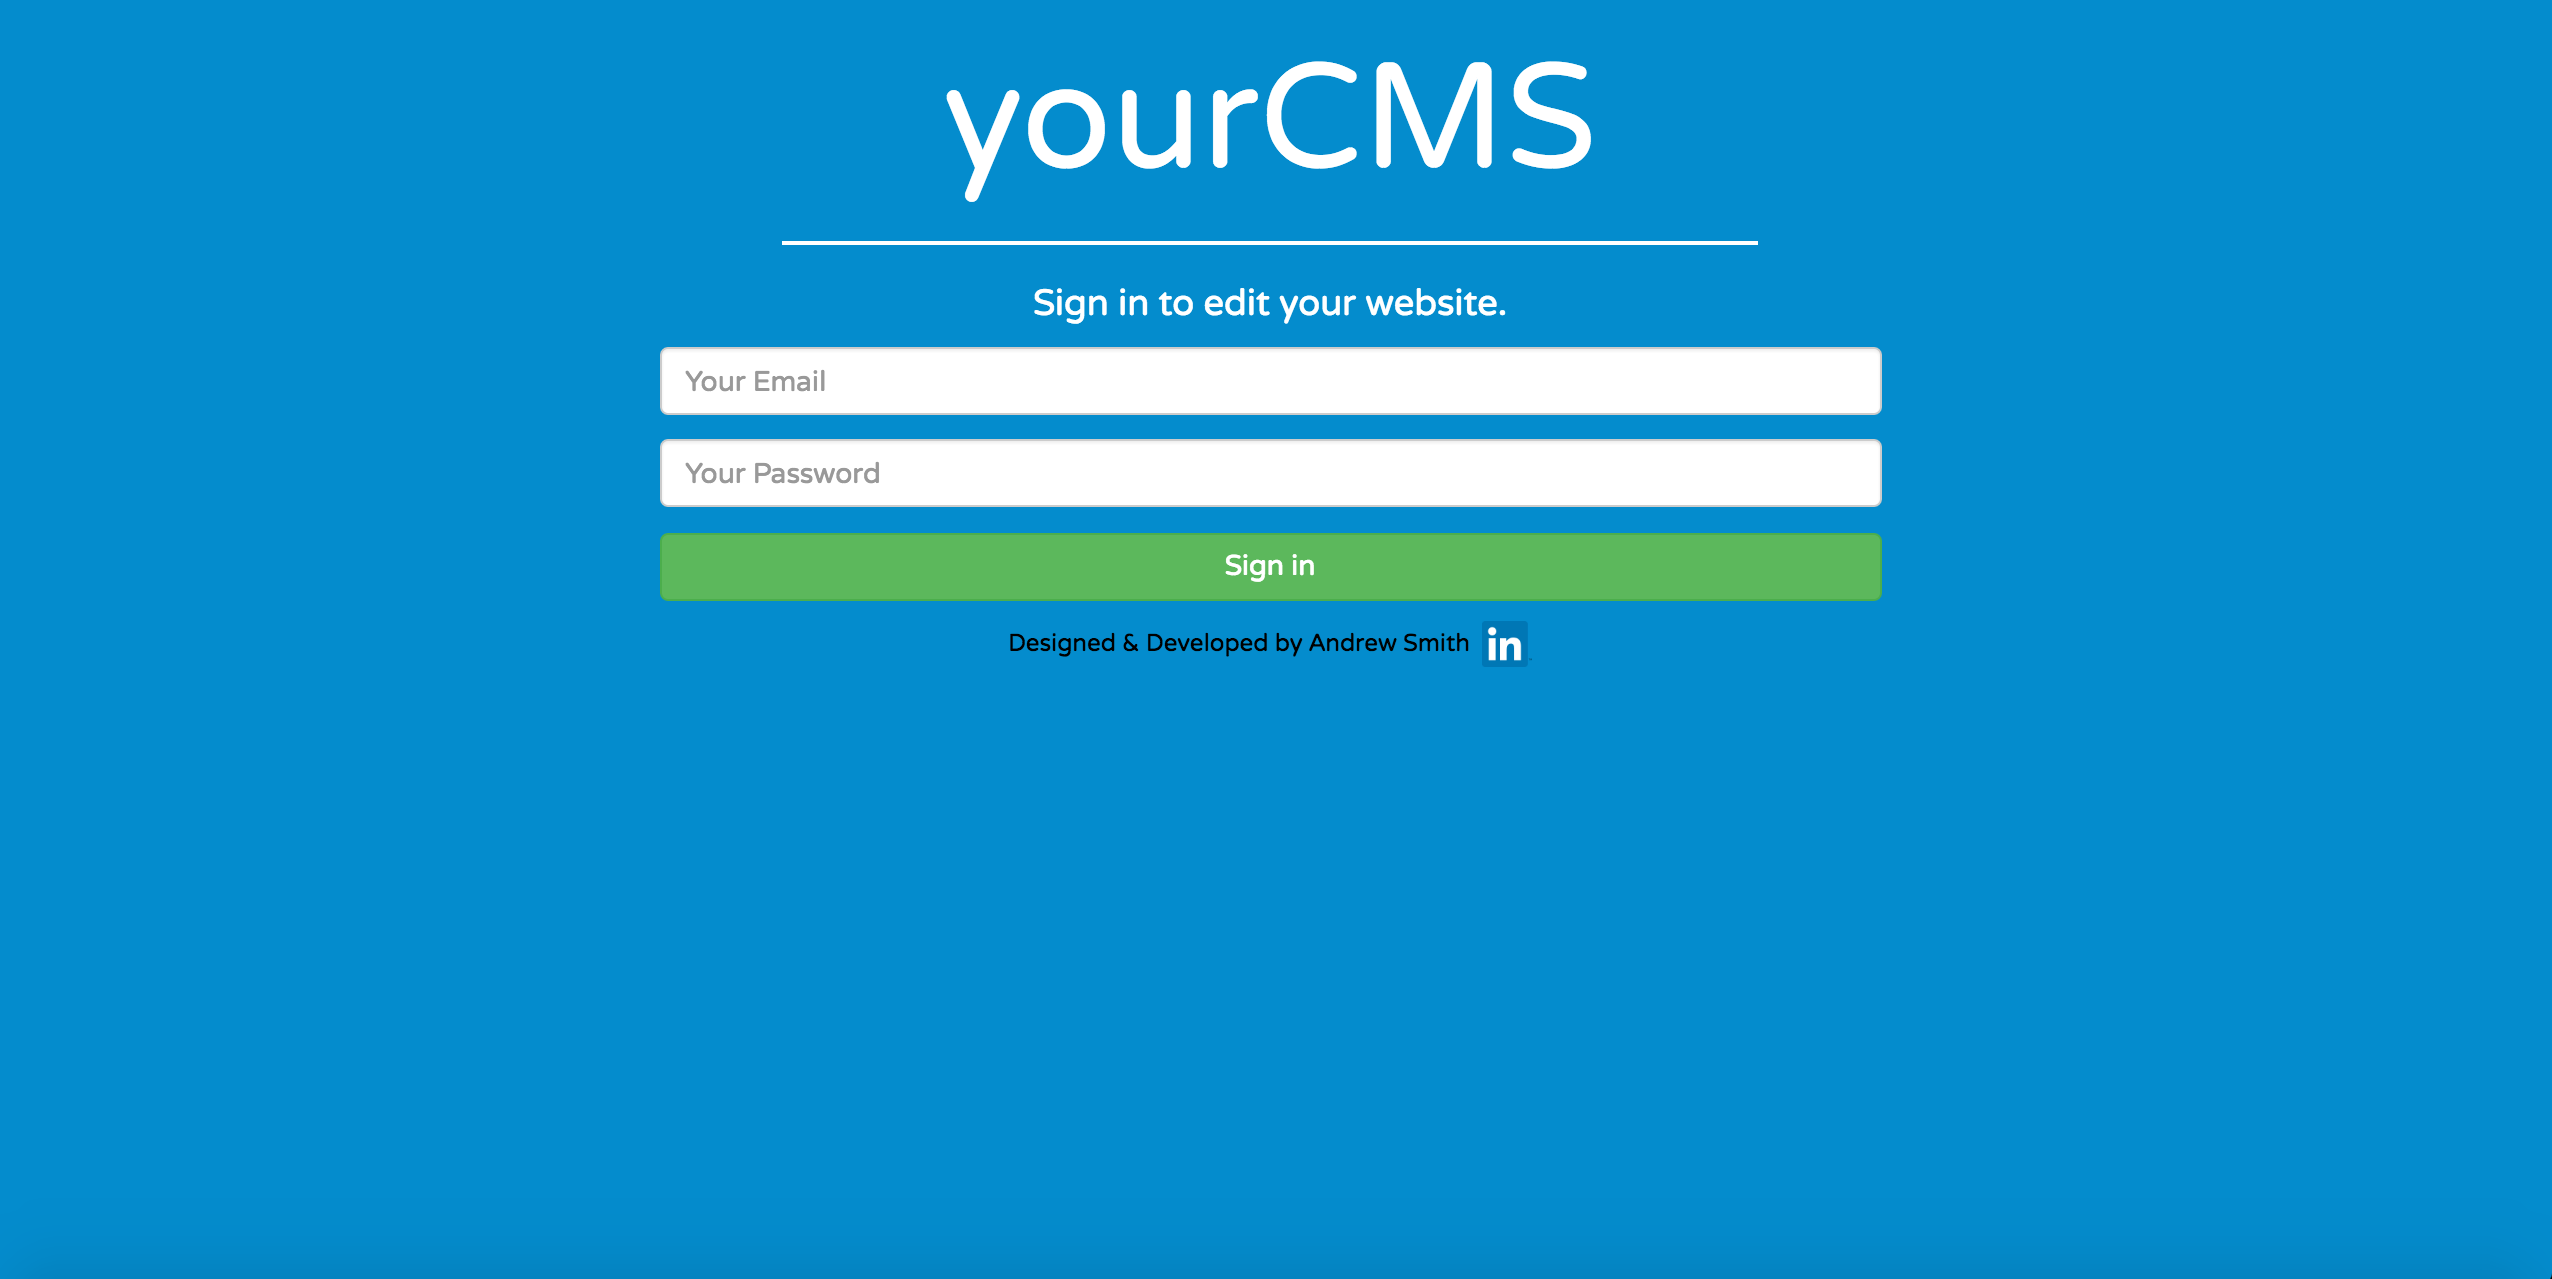 yourCMS
Sign in to edit your website.
Your Email
Your Password
Sign in
Designed & Developed by Andrew Smith in